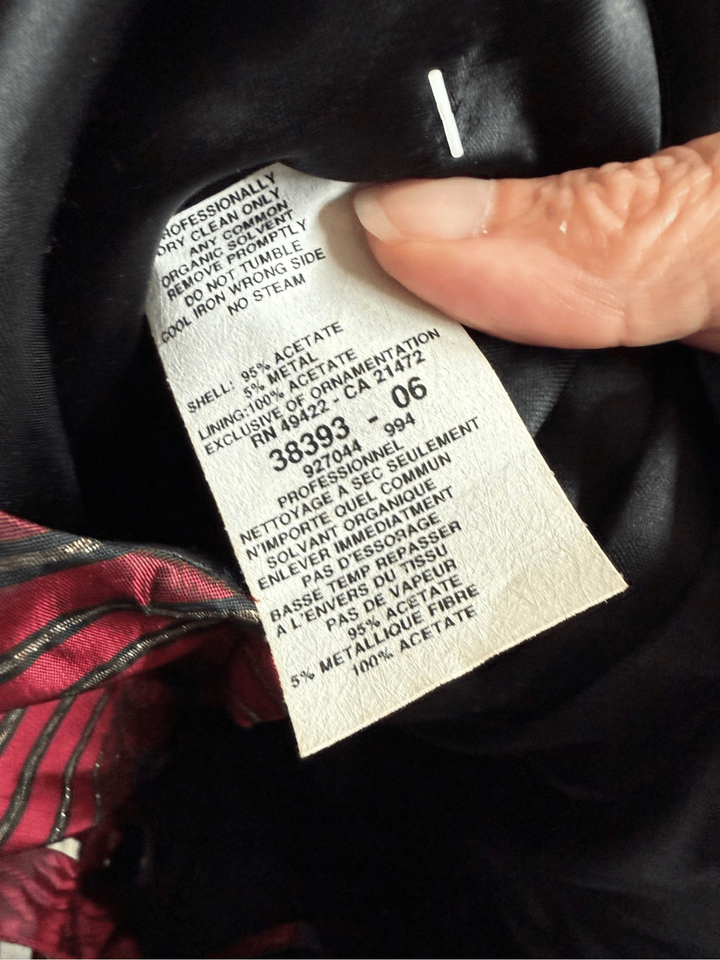 ROFESSIONALLY
DRY CLEAN ONLY
ANY COMMON
ORGANIC SOLVENT
REMOVE PROMPTLY
DO NOT TUMBLE
COOL IRON WRONG SIDE
NO STEAM
SHELL: 95% ACETATE
5% METAL
LINING:100% ACETATE
EXCLUSIVE OF ORNAMENTATION
RN 49422 - CA 21472
38393 - 06
927044 994
PROFESSIONNEL
NETTOYAGE A SEC SEULEMENT
N'IMPORTE QUEL COMMUN
SOLVANT ORGANIQUE
ENLEVER IMMEDIATMENT
PAS D'ESSORAGE
BASSE TEMP REPASSER
A L'ENVERS DU TISSU
PAS DE VAPEUR
95% ACETATE
5% METALLIQUE FIBRE
100% ACETATE